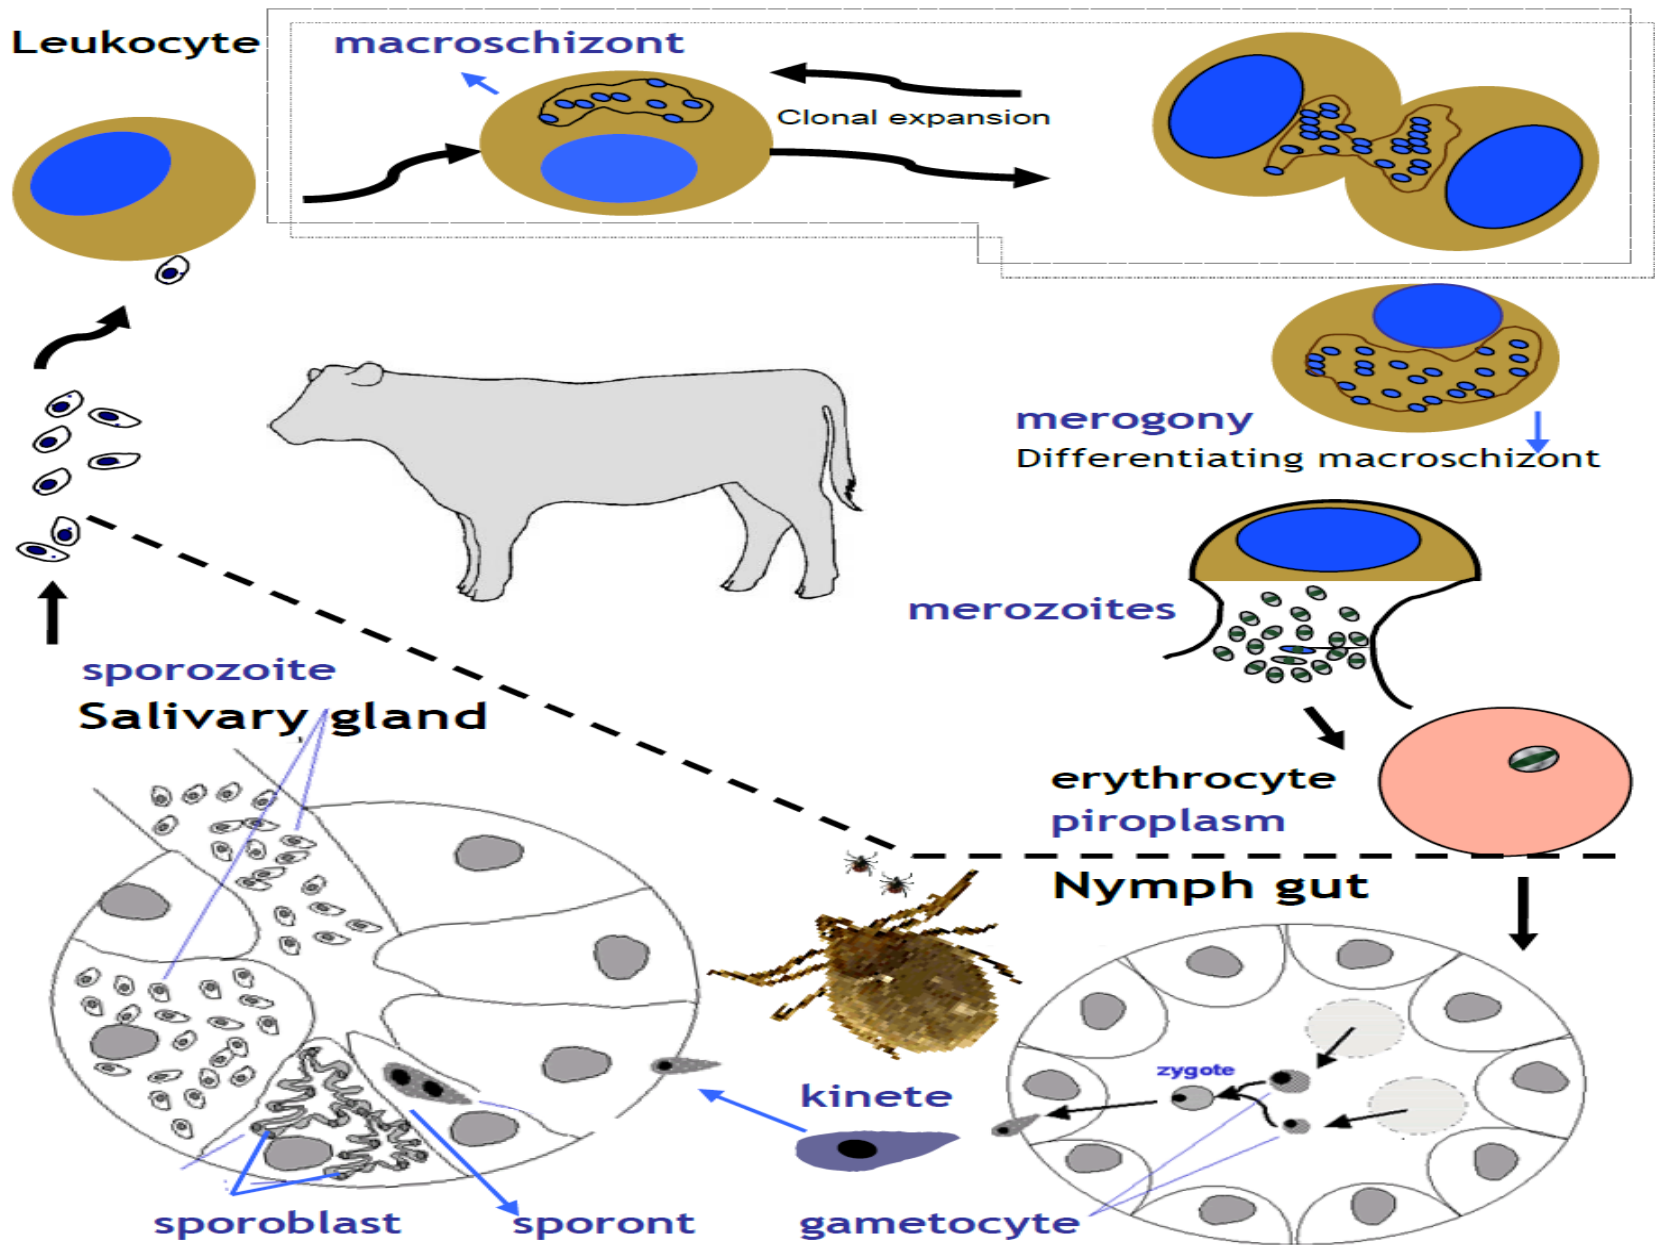 Leukocyte
macroschizont
Clonal expansion
merogony
Differentiating macroschizont
merozoites
sporozoite
Salivary gland
erythrocyte
piroplasm
Nymph gut
zygote
kinete
sporoblast
sporont
gametocyte